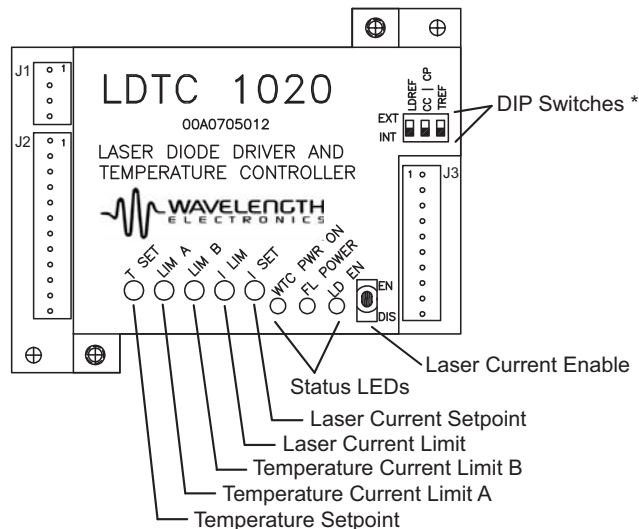 J1
1
LDTC 1020
00A0705012
LDREF
CC | CP
TREF
EXT
INT
DIP Switches *
J2
1
LASER DIODE DRIVER AND
TEMPERATURE CONTROLLER
1
J3
WAVELENGTH
ELECTRONICS
T SET
LIM A
LIM B
I LIM
I SET
WTC PWR ON
FL POWER
LD EN
EN
DIS
Laser Current Enable
Status LEDs
Laser Current Setpoint
Laser Current Limit
Temperature Current Limit B
Temperature Current Limit A
Temperature Setpoint